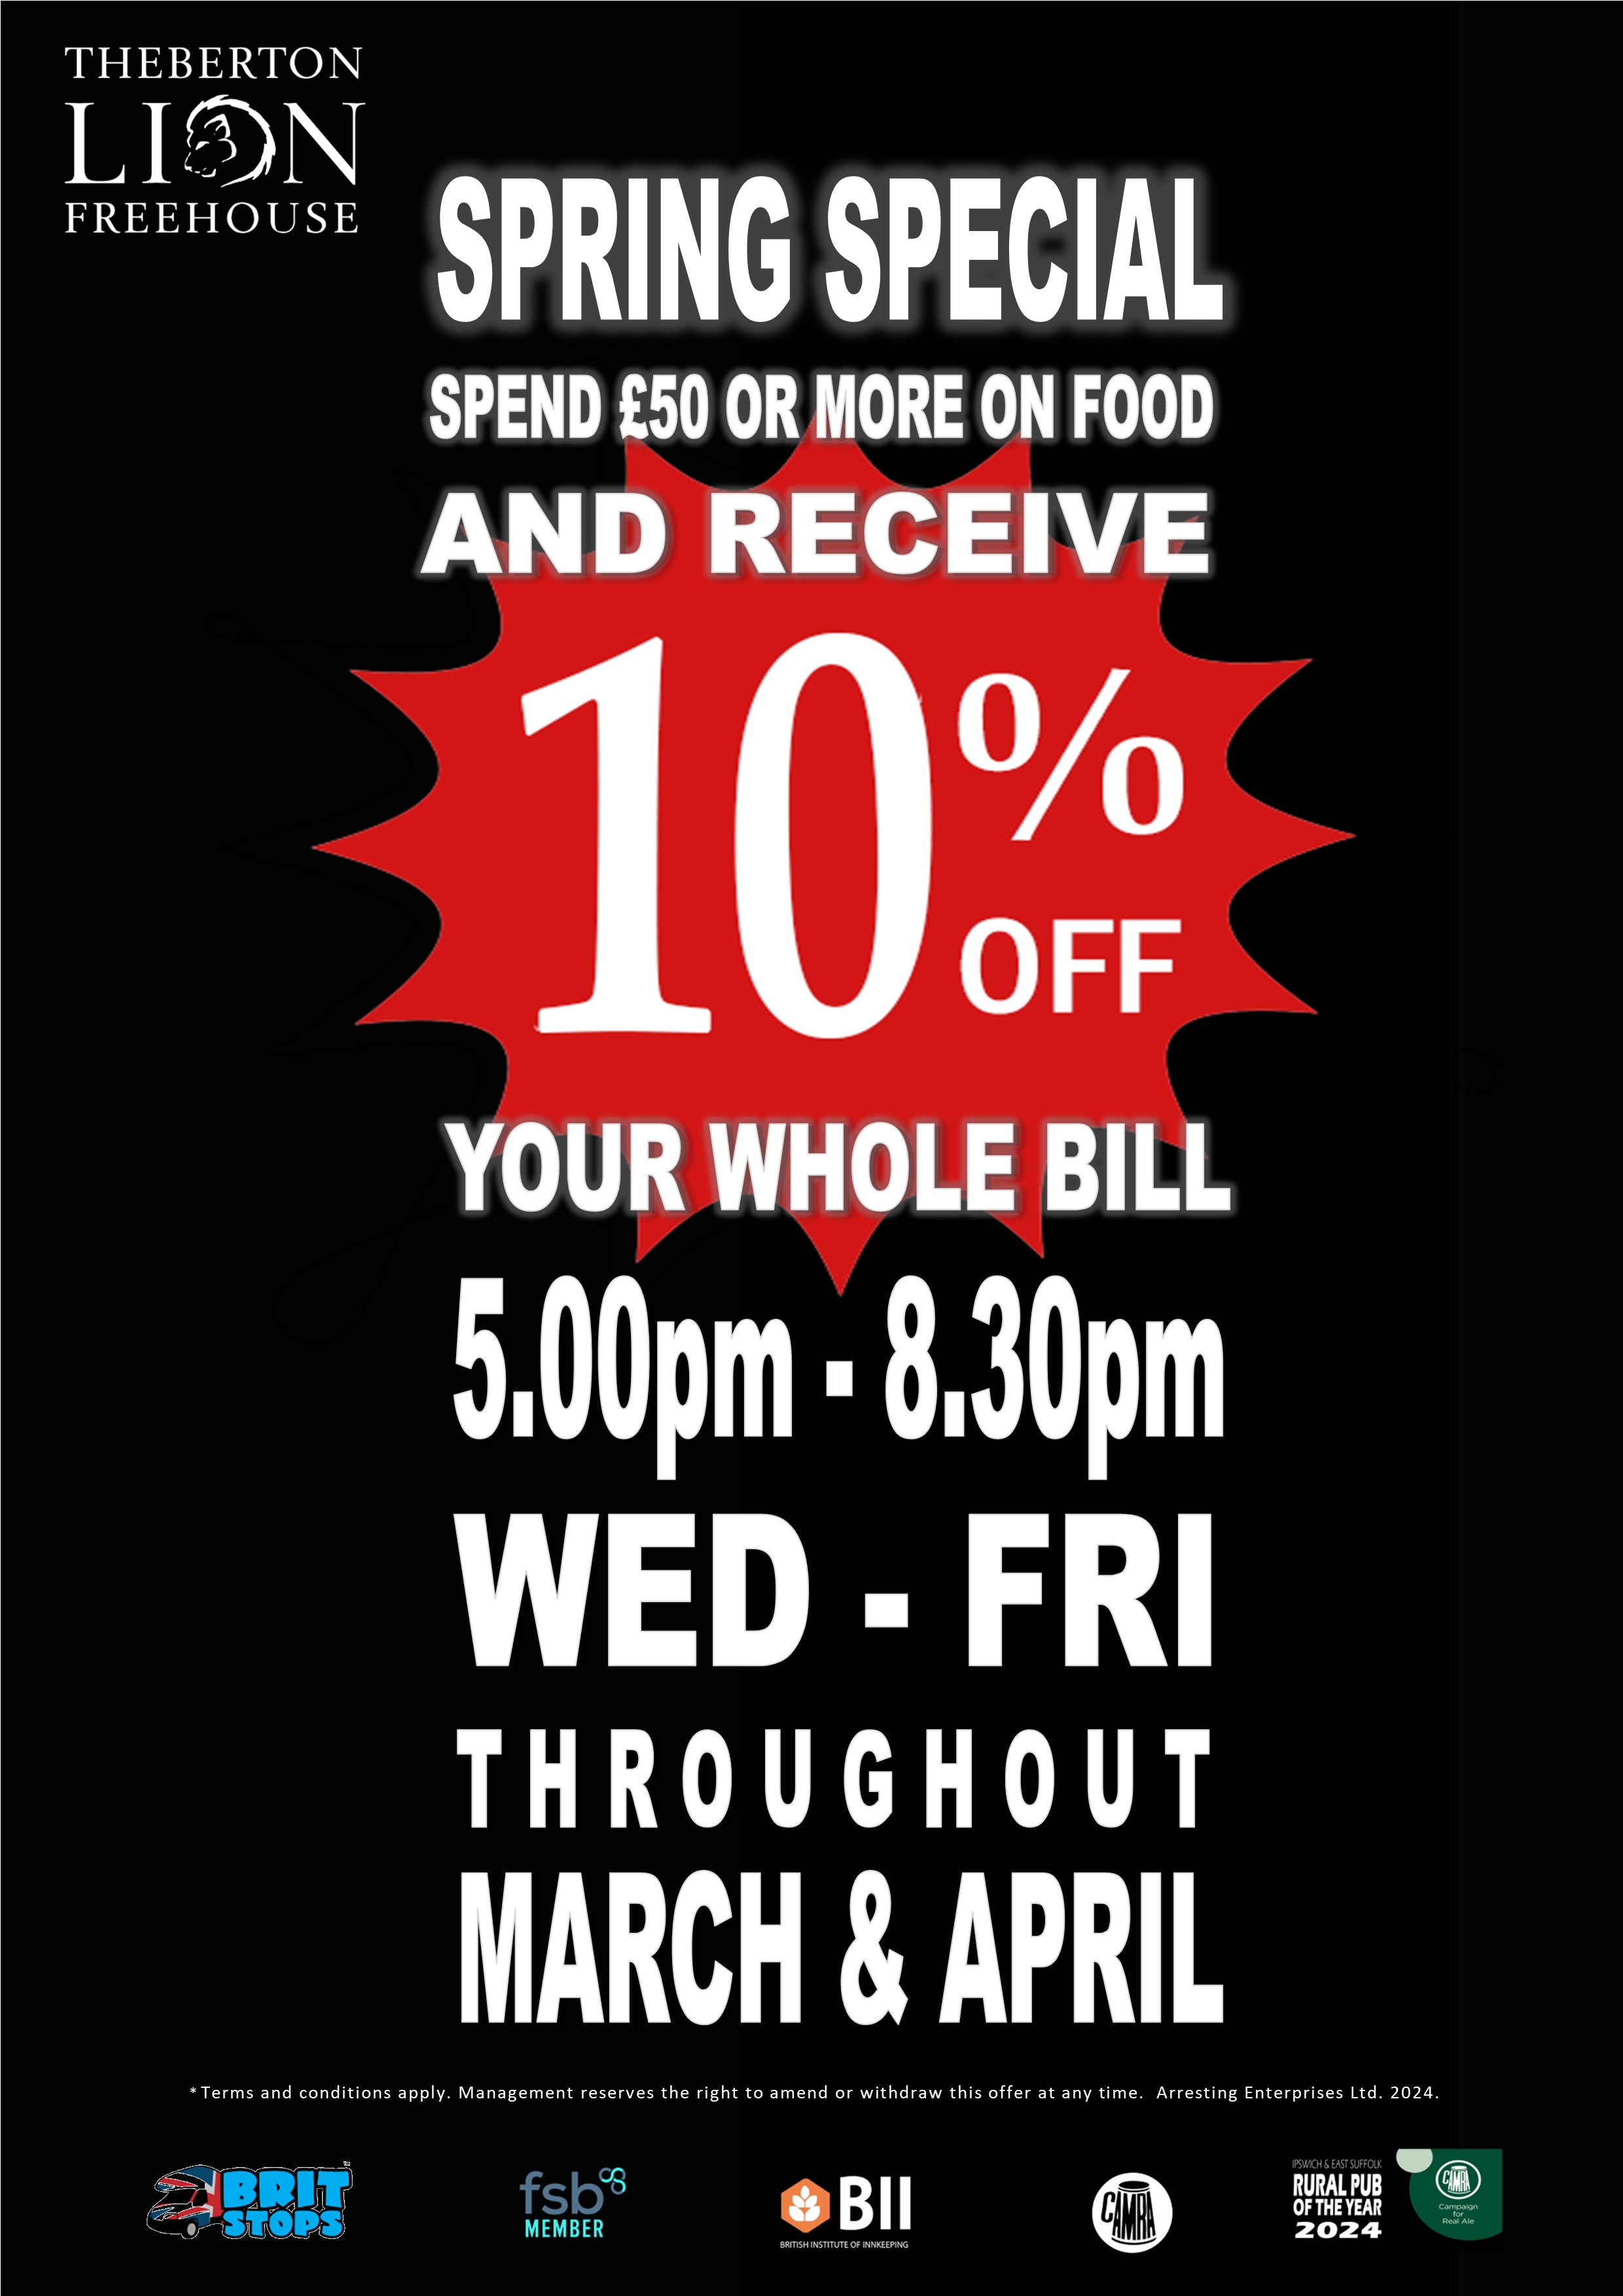 THEBERTON
LION
FREEHOUSE
SPRING SPECIAL
SPEND £50 OR MORE ON FOOD
AND RECEIVE
10%
OFF
YOUR WHOLE BILL
5.00pm - 8.30pm
WED - FRI
THROUGHOUT
MARCH & APRIL
*Terms and conditions apply. Management reserves the right to amend or withdraw this offer at any time. Arresting Enterprises Ltd. 2024.
BRIT
STOPS
fsb
MEMBER
BII
BRITISH INSTITUTE OF INNKEEPING
CAMRA
IPSWICH & EAST SUFFOLK
RURAL PUB
OF THE YEAR
2024
CAMRA
Campaign
for
Real Ale